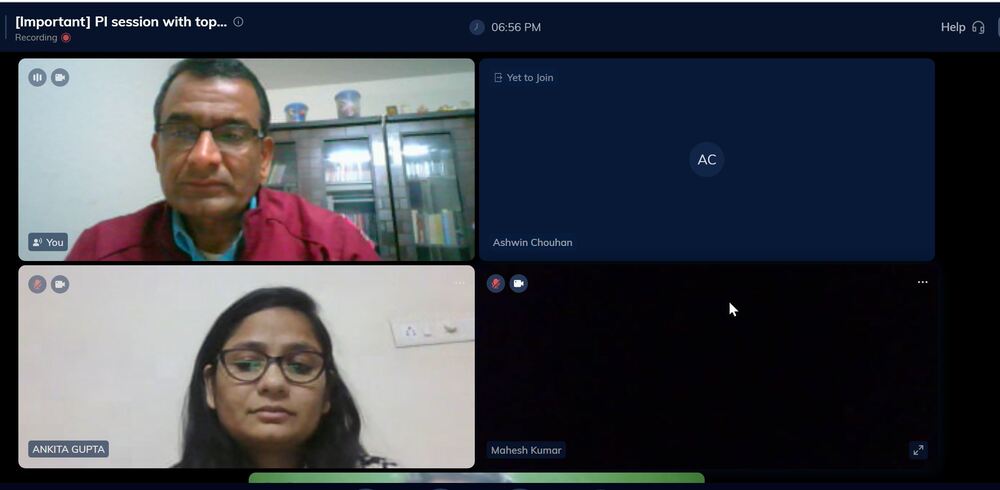 [Important] PI session with top...
Recording
06:56 PM
Help
Yet to Join
AC
You
Ashwin Chouhan
ANKITA GUPTA
Mahesh Kumar